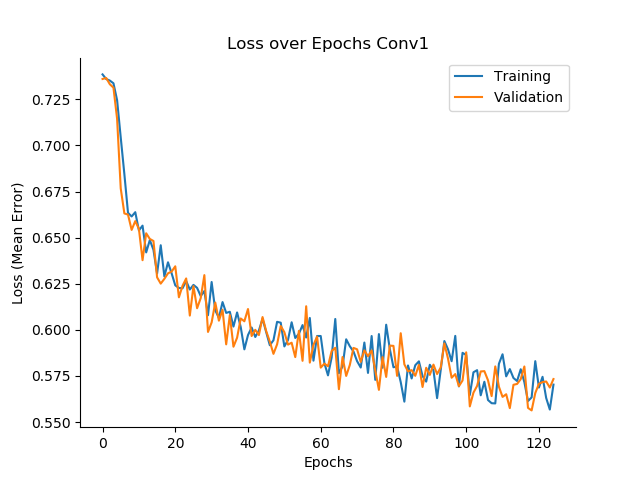 Loss over Epochs Conv1
Training
Validation
Loss (Mean Error)
0.725
0.700
0.675
0.650
0.625
0.600
0.575
0.550
0 20 40 60 80 100 120
Epochs